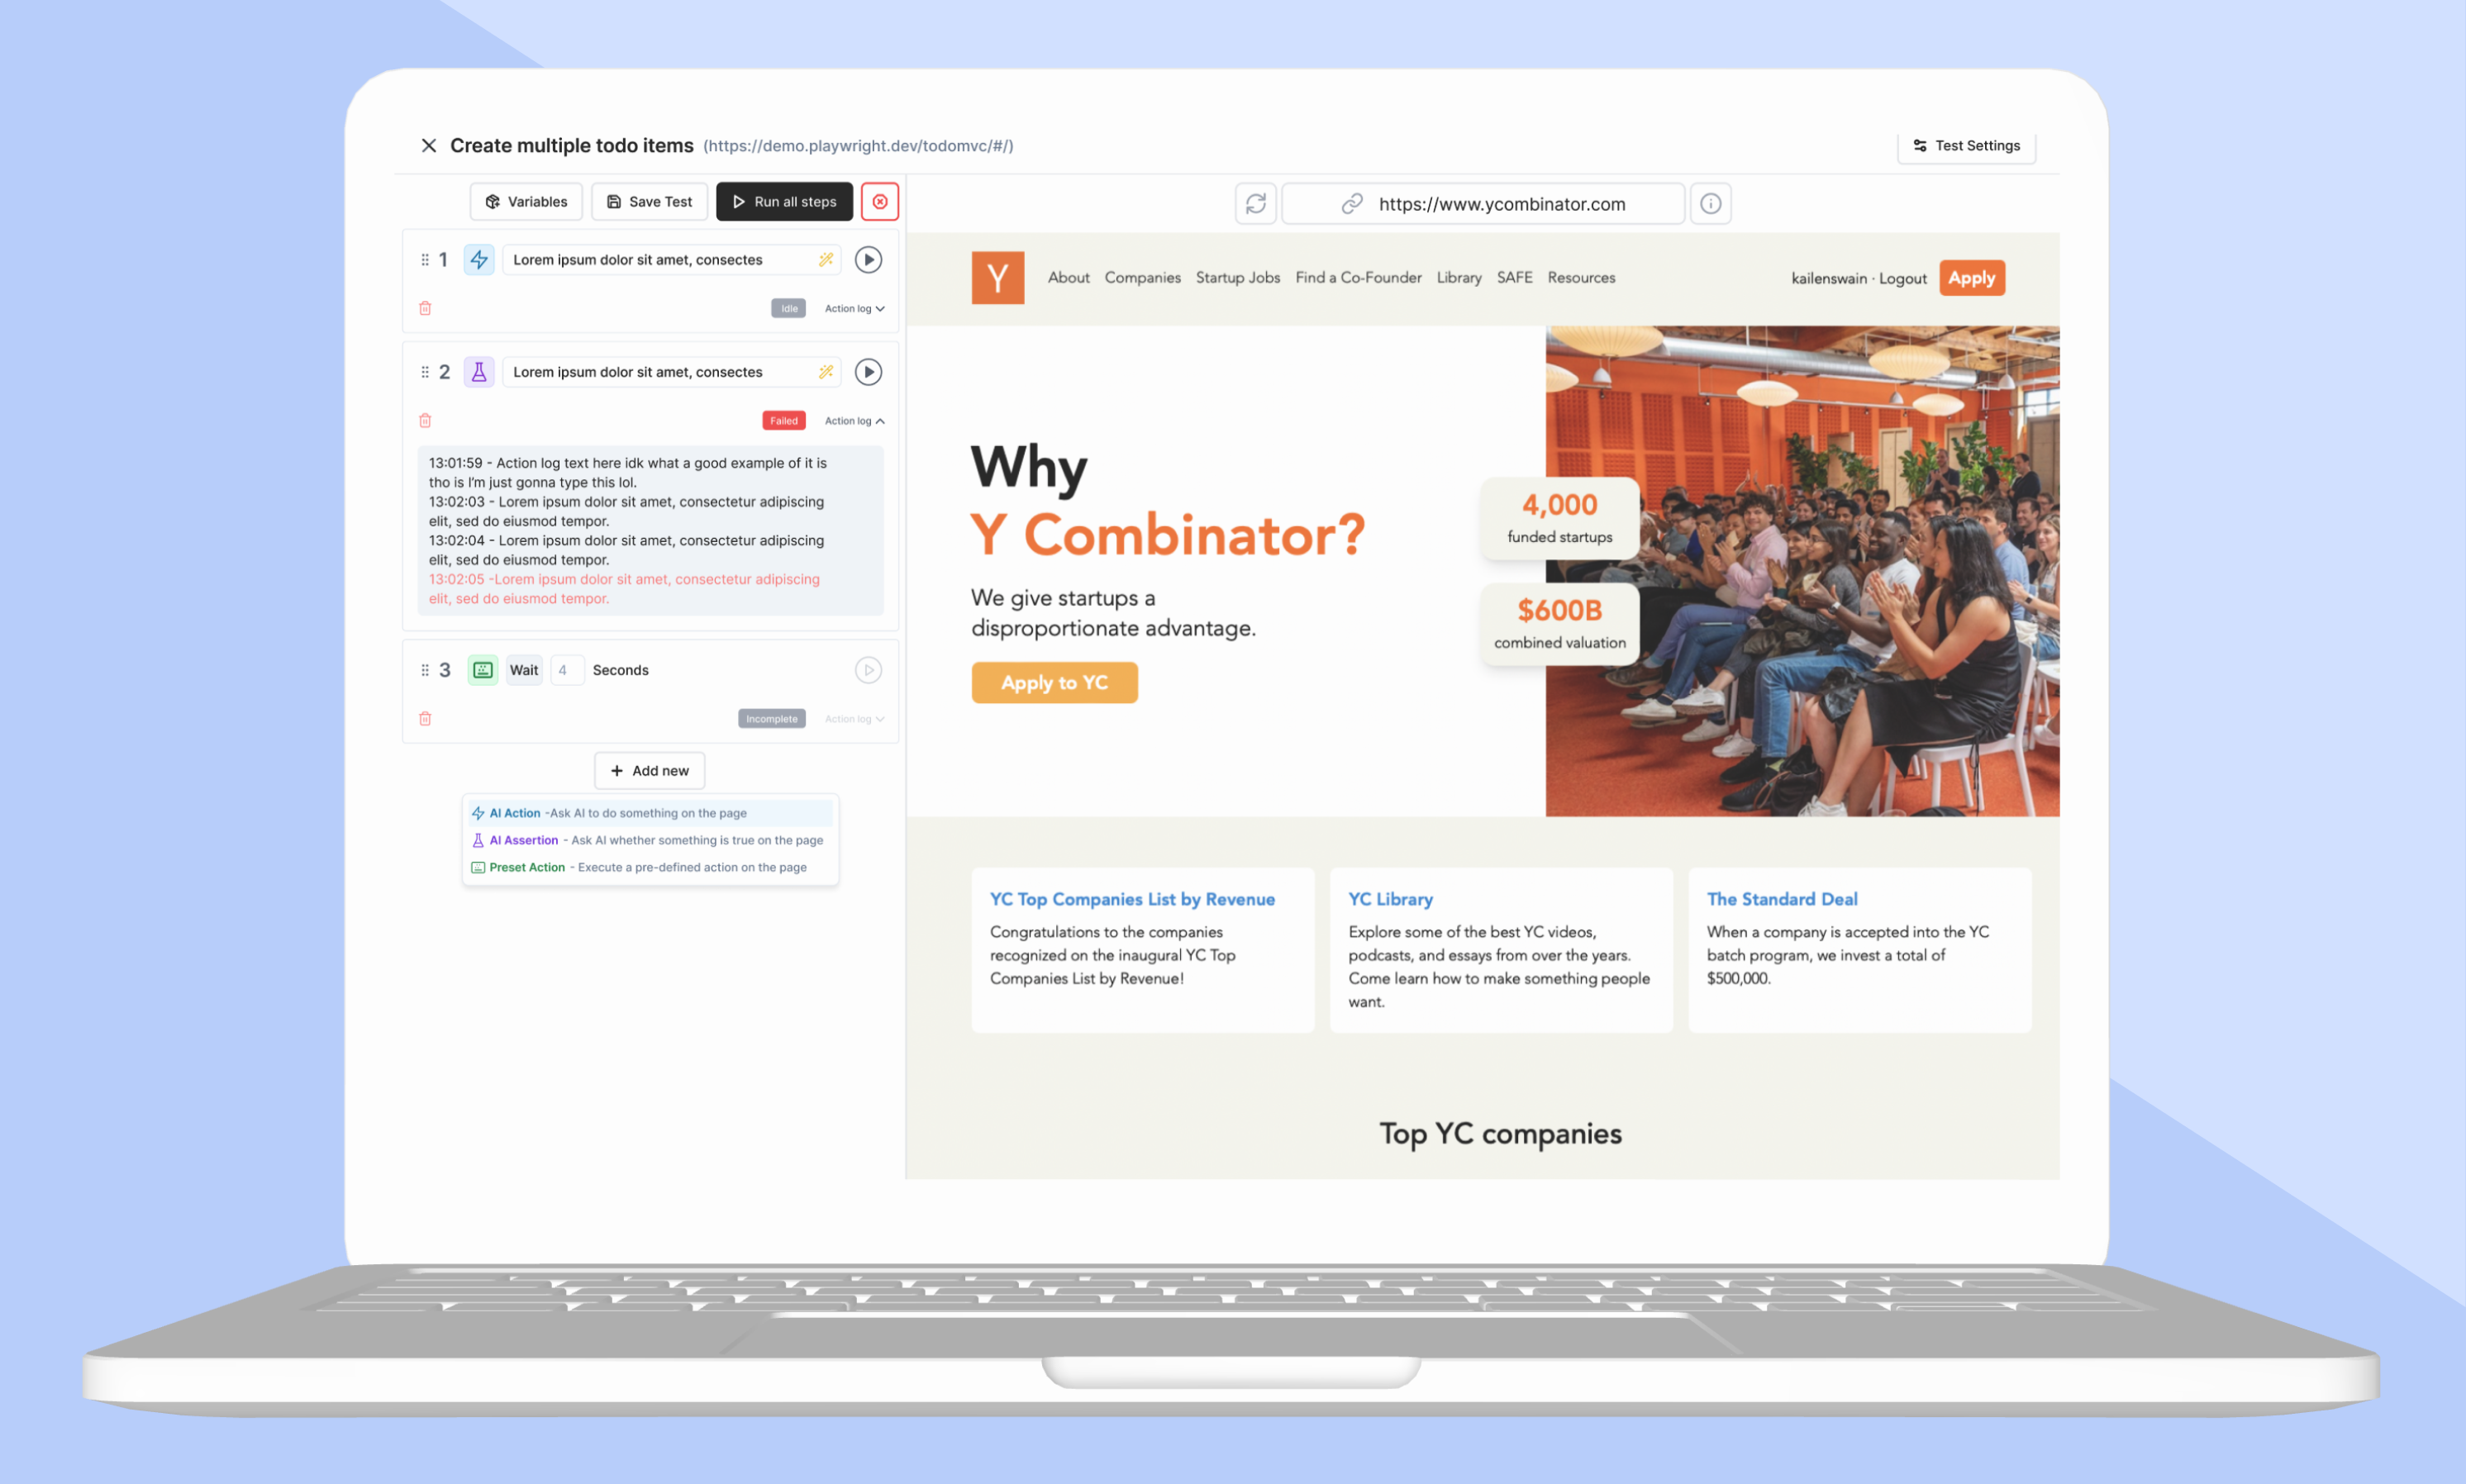 Create multiple todo items (https://demo.playwright.dev/todomvc/#/)
Test Settings
Variables
Save Test
Run all steps
https://www.ycombinator.com
1
Lorem ipsum dolor sit amet, consectes
Idle
Action log
2
Lorem ipsum dolor sit amet, consectes
Failed
Action log
13:01:59 - Action log text here idk what a good example of it is
tho is I'm just gonna type this lol.
13:02:03 - Lorem ipsum dolor sit amet, consectetur adipiscing
elit, sed do eiusmod tempor.
13:02:04 - Lorem ipsum dolor sit amet, consectetur adipiscing
elit, sed do eiusmod tempor.
13:02:05 -Lorem ipsum dolor sit amet, consectetur adipiscing
elit, sed do eiusmod tempor.
3
Wait 4 Seconds
Incomplete
Action log
Add new
AI Action -Ask AI to do something on the page
AI Assertion - Ask AI whether something is true on the page
Preset Action - Execute a pre-defined action on the page
Y
About Companies Startup Jobs Find a Co-Founder Library SAFE Resources
kailenswain · Logout
Apply
Why
Y Combinator?
We give startups a
disproportionate advantage.
Apply to YC
4,000
funded startups
$600B
combined valuation
YC Top Companies List by Revenue
Congratulations to the companies
recognized on the inaugural YC Top
Companies List by Revenue!
YC Library
Explore some of the best YC videos,
podcasts, and essays from over the years.
Come learn how to make something people
want.
The Standard Deal
When a company is accepted into the YC
batch program, we invest a total of
$500,000.
Top YC companies